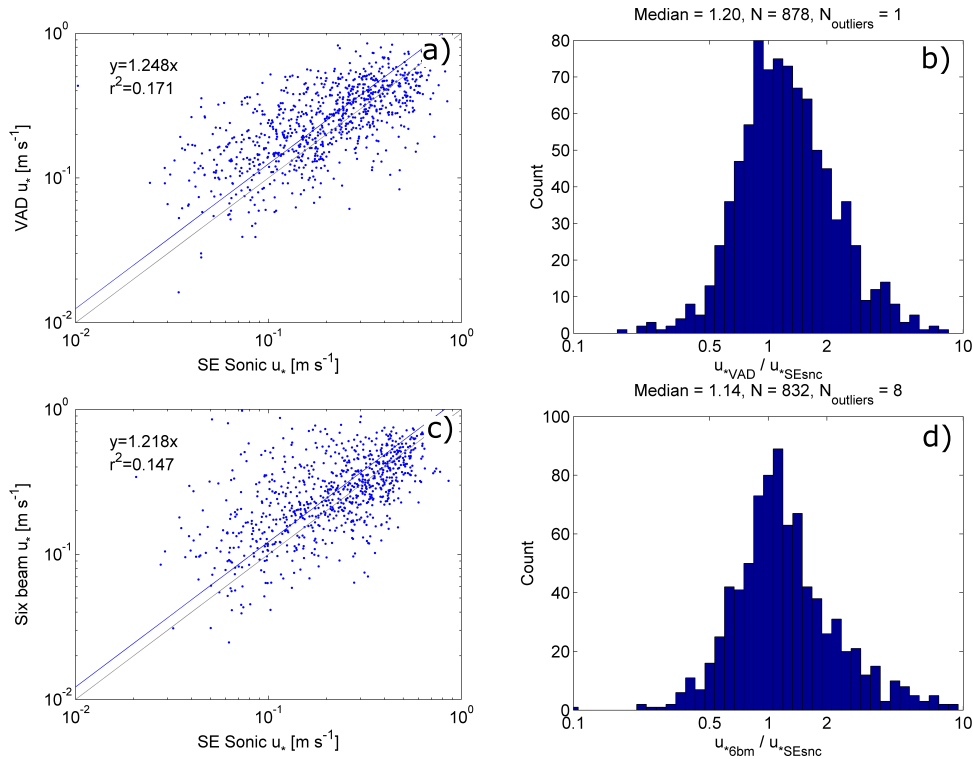 a)
y=1.248x
r²=0.171
VAD u* [m s⁻¹]
10⁰
10⁻¹
10⁻²
10⁻² 10⁻¹ 10⁰
SE Sonic u* [m s⁻¹]
Median = 1.20, N = 878, N_outliers = 1
b)
Count
80
70
60
50
40
30
20
10
0
0.1 0.5 1 2 10
u*VAD / u*SEsnc
c)
y=1.218x
r²=0.147
Six beam u* [m s⁻¹]
10⁰
10⁻¹
10⁻²
10⁻² 10⁻¹ 10⁰
SE Sonic u* [m s⁻¹]
Median = 1.14, N = 832, N_outliers = 8
d)
Count
100
80
60
40
20
0
0.1 0.5 1 2 10
u*6bm / u*SEsnc